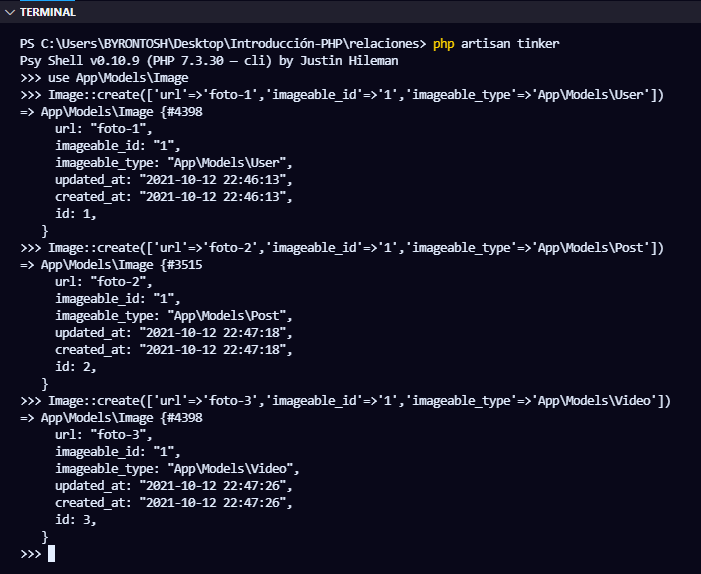 TERMINAL
PS C:\Users\BYRONTOSH\Desktop\Introducción-PHP\relaciones> php artisan tinker
Psy Shell v0.10.9 (PHP 7.3.30 — cli) by Justin Hileman
>>> use App\Models\Image
>>> Image::create(['url'=>'foto-1','imageable_id'=>'1','imageable_type'=>'App\Models\User'])
=> App\Models\Image {#4398
     url: "foto-1",
     imageable_id: "1",
     imageable_type: "App\Models\User",
     updated_at: "2021-10-12 22:46:13",
     created_at: "2021-10-12 22:46:13",
     id: 1,
   }
>>> Image::create(['url'=>'foto-2','imageable_id'=>'1','imageable_type'=>'App\Models\Post'])
=> App\Models\Image {#3515
     url: "foto-2",
     imageable_id: "1",
     imageable_type: "App\Models\Post",
     updated_at: "2021-10-12 22:47:18",
     created_at: "2021-10-12 22:47:18",
     id: 2,
   }
>>> Image::create(['url'=>'foto-3','imageable_id'=>'1','imageable_type'=>'App\Models\Video'])
=> App\Models\Image {#4398
     url: "foto-3",
     imageable_id: "1",
     imageable_type: "App\Models\Video",
     updated_at: "2021-10-12 22:47:26",
     created_at: "2021-10-12 22:47:26",
     id: 3,
   }
>>>